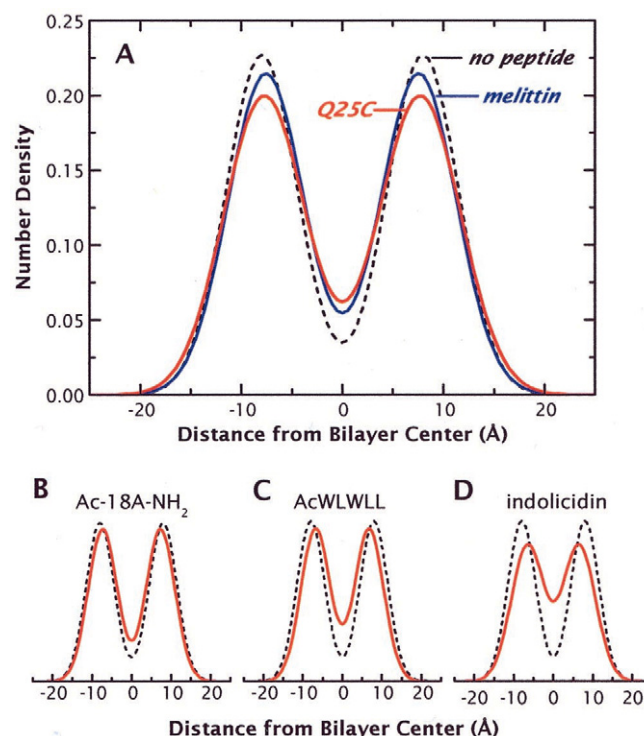 0.25
A
no peptide
0.20
Q25C
melittin
0.15
Number Density
0.10
0.05
0.00
-20 -10 0 10 20
Distance from Bilayer Center (Å)
B C D
Ac-18A-NH2 AcWLWLL indolicidin
-20 -10 0 10 20 -20 -10 0 10 20 -20 -10 0 10 20
Distance from Bilayer Center (Å)